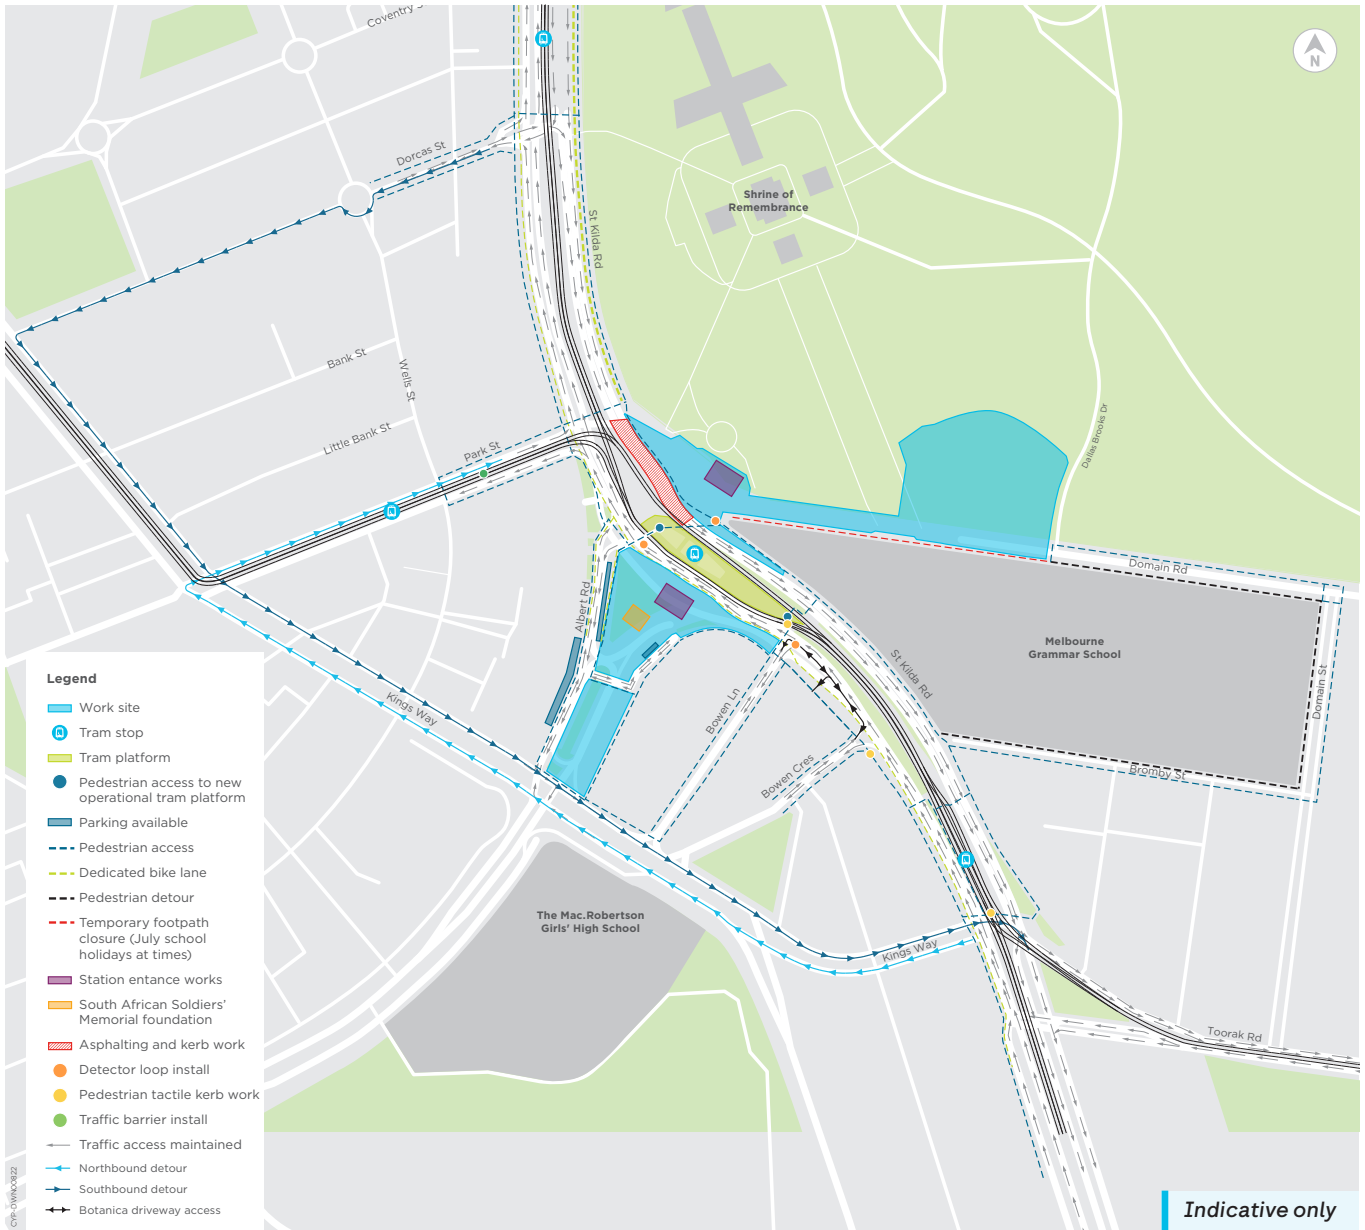 Coventry S
N
Dorcas St
St Kilda Rd
Shrine of
Remembrance
Bank St
Wells St
Little Bank St
Park St
Dallas Brooks Dr
Domain Rd
Albert Rd
Melbourne
Grammar School
St Kilda Rd
Domain St
Bowen Ln
Kings Way
Bowen Cres
Bromby St
The Mac.Robertson
Girls' High School
Kings Way
Toorak Rd
Legend
Work site
Tram stop
Tram platform
Pedestrian access to new
operational tram platform
Parking available
Pedestrian access
Dedicated bike lane
Pedestrian detour
Temporary footpath
closure (July school
holidays at times)
Station entance works
South African Soldiers'
Memorial foundation
Asphalting and kerb work
Detector loop install
Pedestrian tactile kerb work
Traffic barrier install
Traffic access maintained
Northbound detour
Southbound detour
Botanica driveway access
CYP-DWN00822
Indicative only